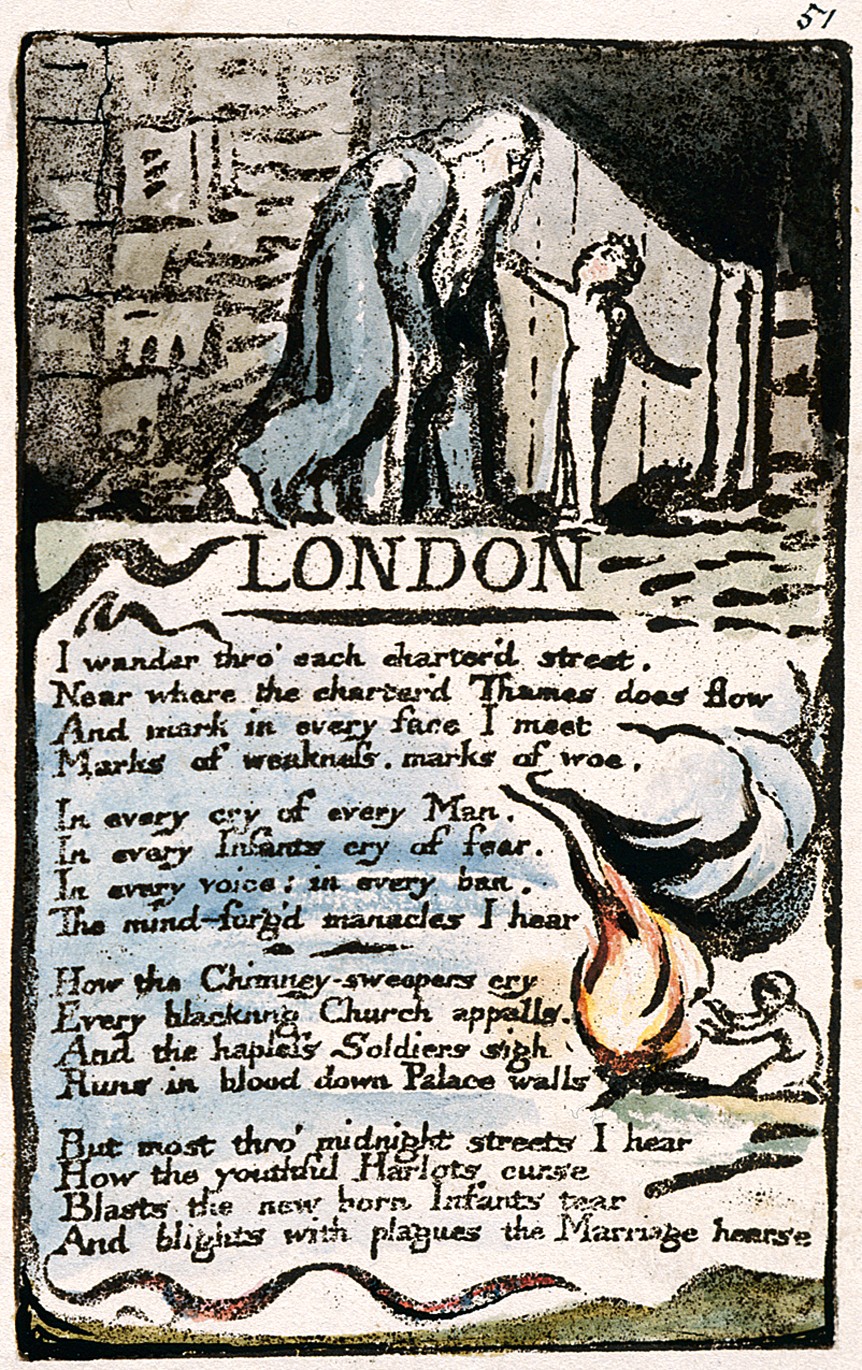 51
LONDON
I wander thro' each charter'd street.
Near where the charter'd Thames does flow
And mark in every face I meet
Marks of weakneſs, marks of woe.
In every cry of every Man.
In every Infants cry of fear.
In every voice: in every ban.
The mind-forg'd manacles I hear
How the Chimney-sweepers cry
Every blackning Church appalls.
And the hapleſs Soldiers sigh
Runs in blood down Palace walls
But most thro' midnight streets I hear
How the youthful Harlots curse
Blasts the new born Infants tear
And blights with plagues the Marriage hearse